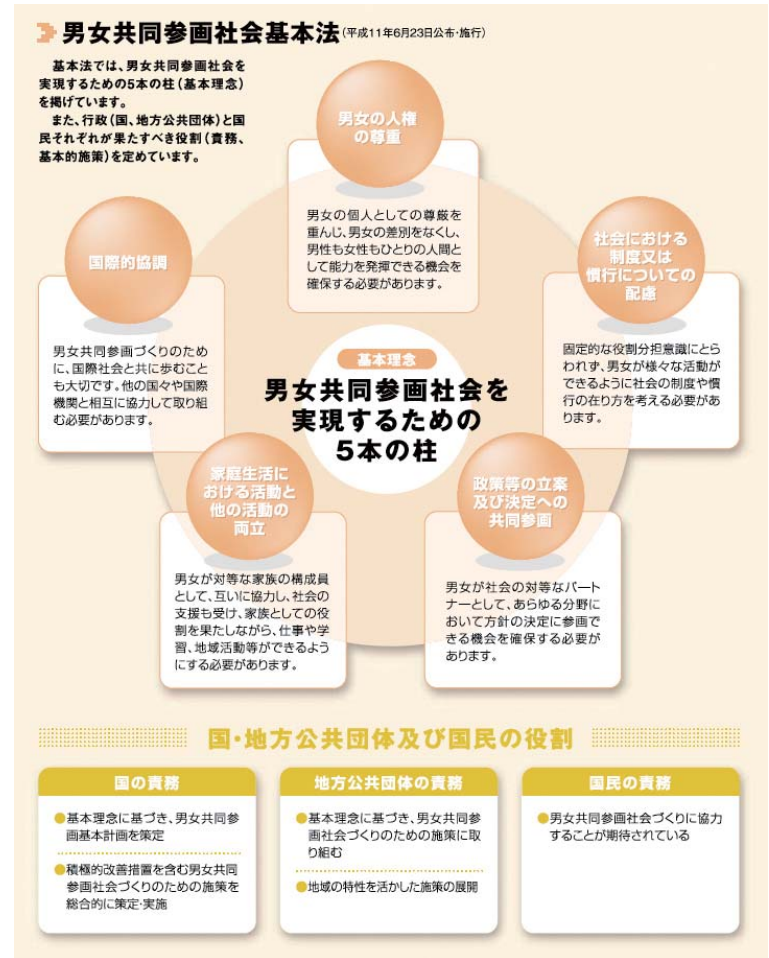 男女共同参画社会基本法(平成11年6月23日公布・施行)
基本法では、男女共同参画社会を
実現するための5本の柱(基本理念)
を掲げています。
また、行政(国、地方公共団体)と国
民それぞれが果たすべき役割(責務、
基本的施策)を定めています。
男女の人権
の尊重
男女の個人としての尊厳を
重んじ、男女の差別をなくし、
男性も女性もひとりの人間と
して能力を発揮できる機会を
確保する必要があります。
国際的協調
男女共同参画づくりのため
に、国際社会と共に歩むこと
も大切です。他の国々や国際
機関と相互に協力して取り組
む必要があります。
社会における
制度又は
慣行についての
配慮
固定的な役割分担意識にとら
われず、男女が様々な活動が
できるように社会の制度や慣
行の在り方を考える必要があ
ります。
基本理念
男女共同参画社会を
実現するための
5本の柱
家庭生活に
おける活動と
他の活動の
両立
男女が対等な家族の構成員
として、互いに協力し、社会の
支援も受け、家族としての役
割を果たしながら、仕事や学
習、地域活動等ができるよう
にする必要があります。
政策等の立案
及び決定への
共同参画
男女が社会の対等なパート
ナーとして、あらゆる分野に
おいて方針の決定に参画で
きる機会を確保する必要が
あります。
国・地方公共団体及び国民の役割
国の責務
●基本理念に基づき、男女共同参
画基本計画を策定
●積極的改善措置を含む男女共同
参画社会づくりのための施策を
総合的に策定・実施
地方公共団体の責務
●基本理念に基づき、男女共同参
画社会づくりのための施策に取
り組む
●地域の特性を活かした施策の展開
国民の責務
●男女共同参画社会づくりに協力
することが期待されている